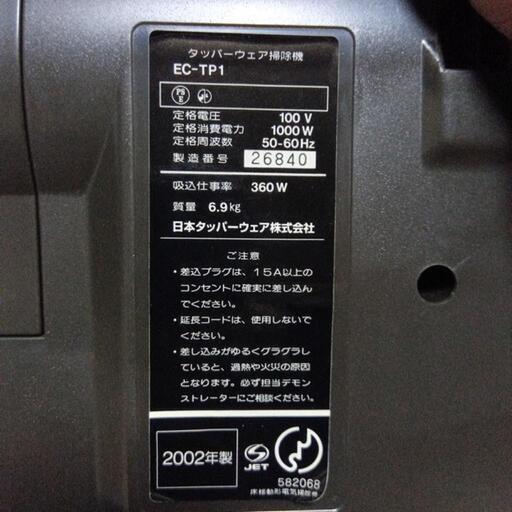 タッパーウェア掃除機
EC-TP1
PS
E
定格電圧 100 V
定格消費電力 1000 W
定格周波数 50-60Hz
製造番号 26840
吸込仕事率 360 W
質量 6.9kg
日本タッパーウェア株式会社
ご注意
・差込プラグは、15A以上の
コンセントに確実に差し込ん
でください。
・延長コードは、使用しないで
ください。
・差し込みがゆるくグラグラし
ていると、過熱や火災の原因
となります。必ず担当デモン
ストレーターにご相談ください。
2002年製
S
JET
582068
床移動形電気掃除機